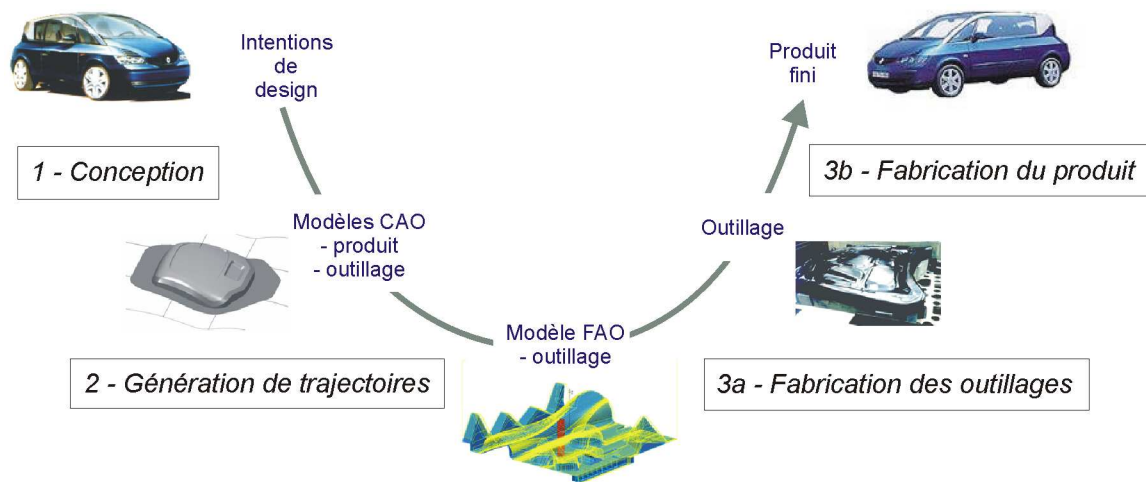 Intentions
de
design
Produit
fini
1 - Conception
3b - Fabrication du produit
Modèles CAO
- produit
- outillage
Outillage
Modèle FAO
- outillage
2 - Génération de trajectoires
3a - Fabrication des outillages